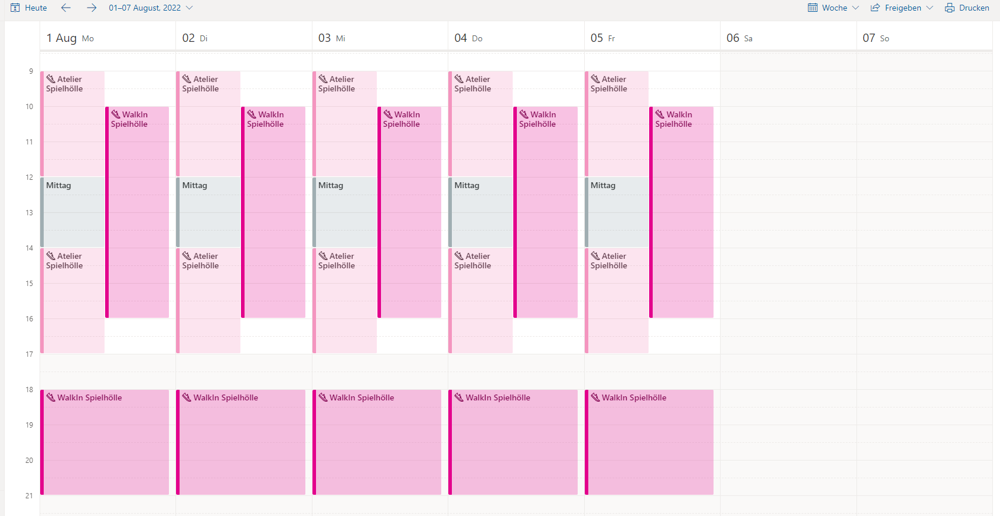 Heute 01–07 August, 2022 Woche Freigeben Drucken
1 Aug Mo 02 Di 03 Mi 04 Do 05 Fr 06 Sa 07 So
9
Atelier Atelier Atelier Atelier Atelier
Spielhölle Spielhölle Spielhölle Spielhölle Spielhölle
10
WalkIn WalkIn WalkIn WalkIn WalkIn
Spielhölle Spielhölle Spielhölle Spielhölle Spielhölle
11
12
Mittag Mittag Mittag Mittag Mittag
13
14
Atelier Atelier Atelier Atelier Atelier
Spielhölle Spielhölle Spielhölle Spielhölle Spielhölle
15
16
17
18
WalkIn Spielhölle WalkIn Spielhölle WalkIn Spielhölle WalkIn Spielhölle WalkIn Spielhölle
19
20
21